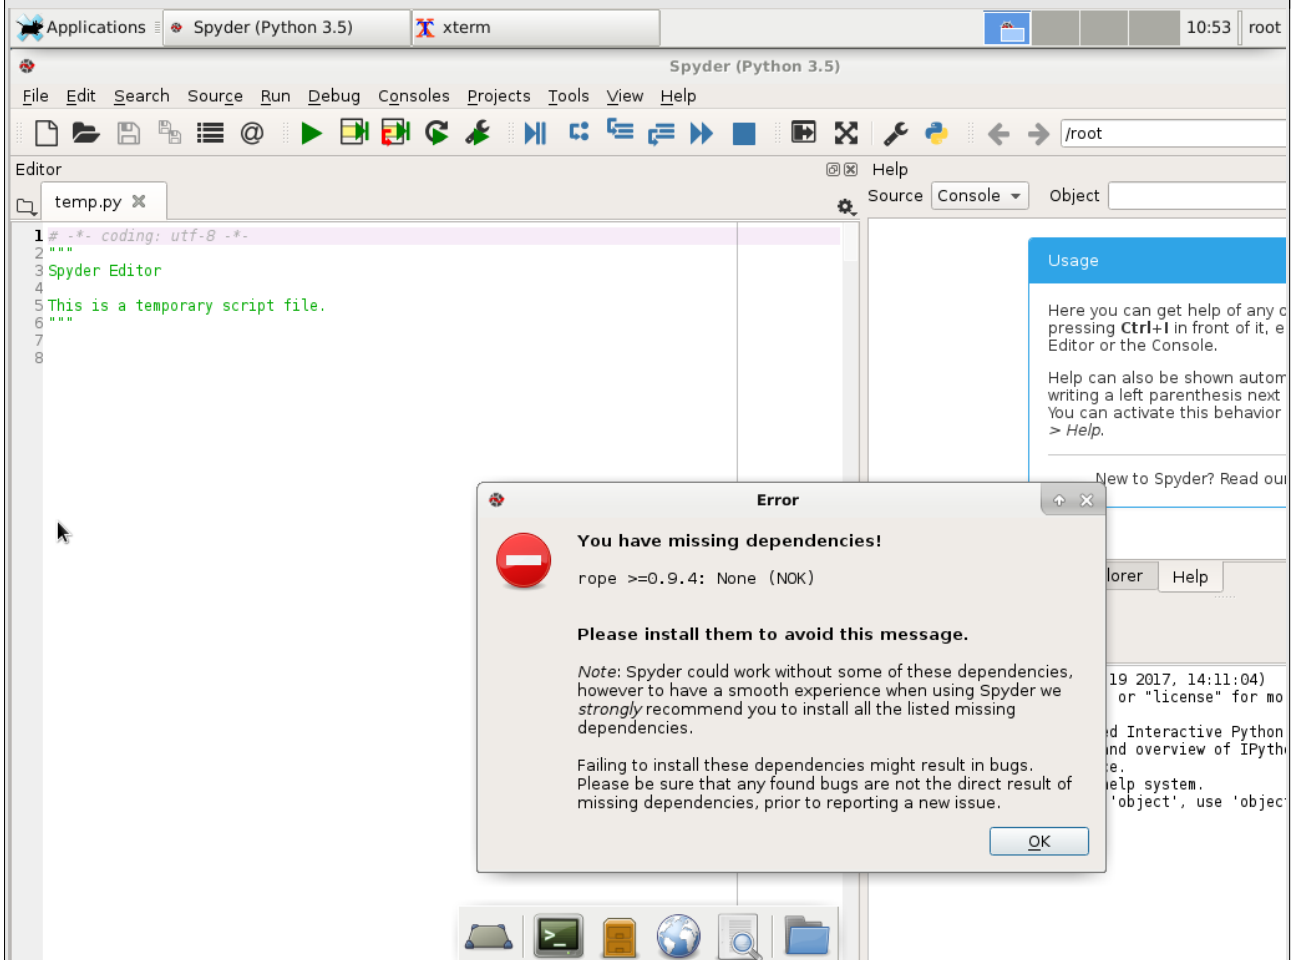 Applications Spyder (Python 3.5) xterm 10:53 root
Spyder (Python 3.5)
File Edit Search Source Run Debug Consoles Projects Tools View Help
/root
Editor
temp.py
1 # -*- coding: utf-8 -*-
2 """
3 Spyder Editor
4
5 This is a temporary script file.
6 """
7
8
Help
Source Console Object
Usage
Here you can get help of any o
pressing Ctrl+I in front of it, e
Editor or the Console.
Help can also be shown autom
writing a left parenthesis next
You can activate this behavior
> Help.
New to Spyder? Read our
lorer Help
19 2017, 14:11:04)
or "license" for mo
ed Interactive Python
and overview of IPytho
ce.
help system.
'object', use 'object
Error
You have missing dependencies!
rope >=0.9.4: None (NOK)
Please install them to avoid this message.
Note: Spyder could work without some of these dependencies,
however to have a smooth experience when using Spyder we
strongly recommend you to install all the listed missing
dependencies.
Failing to install these dependencies might result in bugs.
Please be sure that any found bugs are not the direct result of
missing dependencies, prior to reporting a new issue.
OK